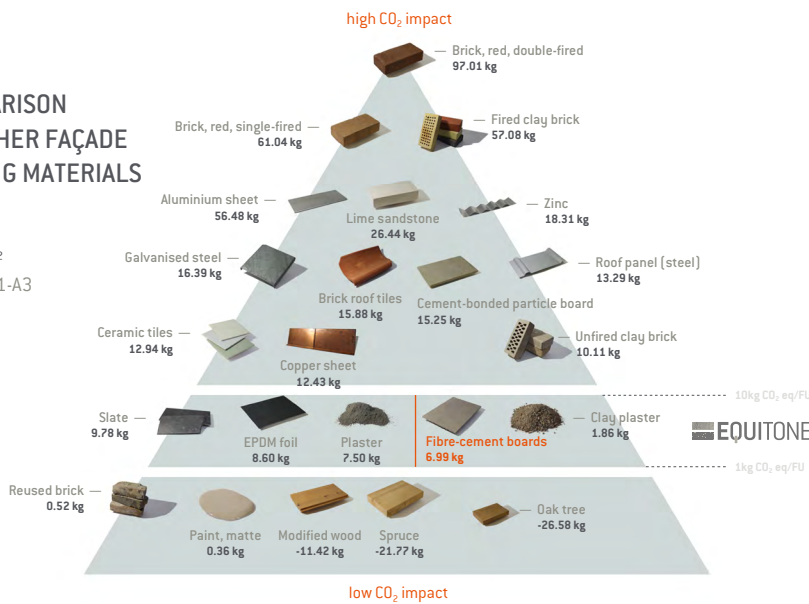 high CO₂ impact
Brick, red, double-fired
97.01 kg
ARISON
HER FAÇADE
G MATERIALS
Brick, red, single-fired
61.04 kg
Fired clay brick
57.08 kg
Aluminium sheet
56.48 kg
Lime sandstone
26.44 kg
Zinc
18.31 kg
2
1-A3
Galvanised steel
16.39 kg
Brick roof tiles
15.88 kg
Cement-bonded particle board
15.25 kg
Roof panel (steel)
13.29 kg
Ceramic tiles
12.94 kg
Copper sheet
12.43 kg
Unfired clay brick
10.11 kg
10kg CO₂ eq/FU
Slate
9.78 kg
EPDM foil
8.60 kg
Plaster
7.50 kg
Fibre-cement boards
6.99 kg
Clay plaster
1.86 kg
EQUITONE
1kg CO₂ eq/FU
Reused brick
0.52 kg
Paint, matte
0.36 kg
Modified wood
-11.42 kg
Spruce
-21.77 kg
Oak tree
-26.58 kg
low CO₂ impact